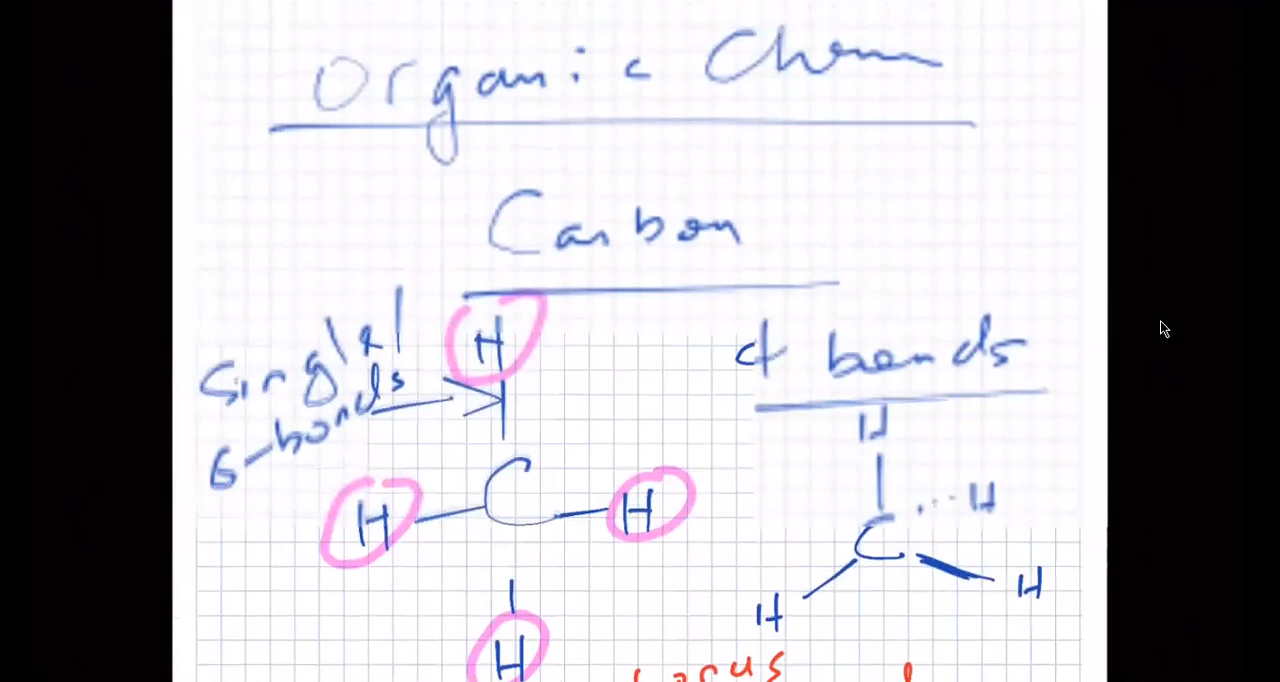 Organic Chem
Carbon
Single
σ-bonds
4 bonds
H
H C H
H
H
C H
H H